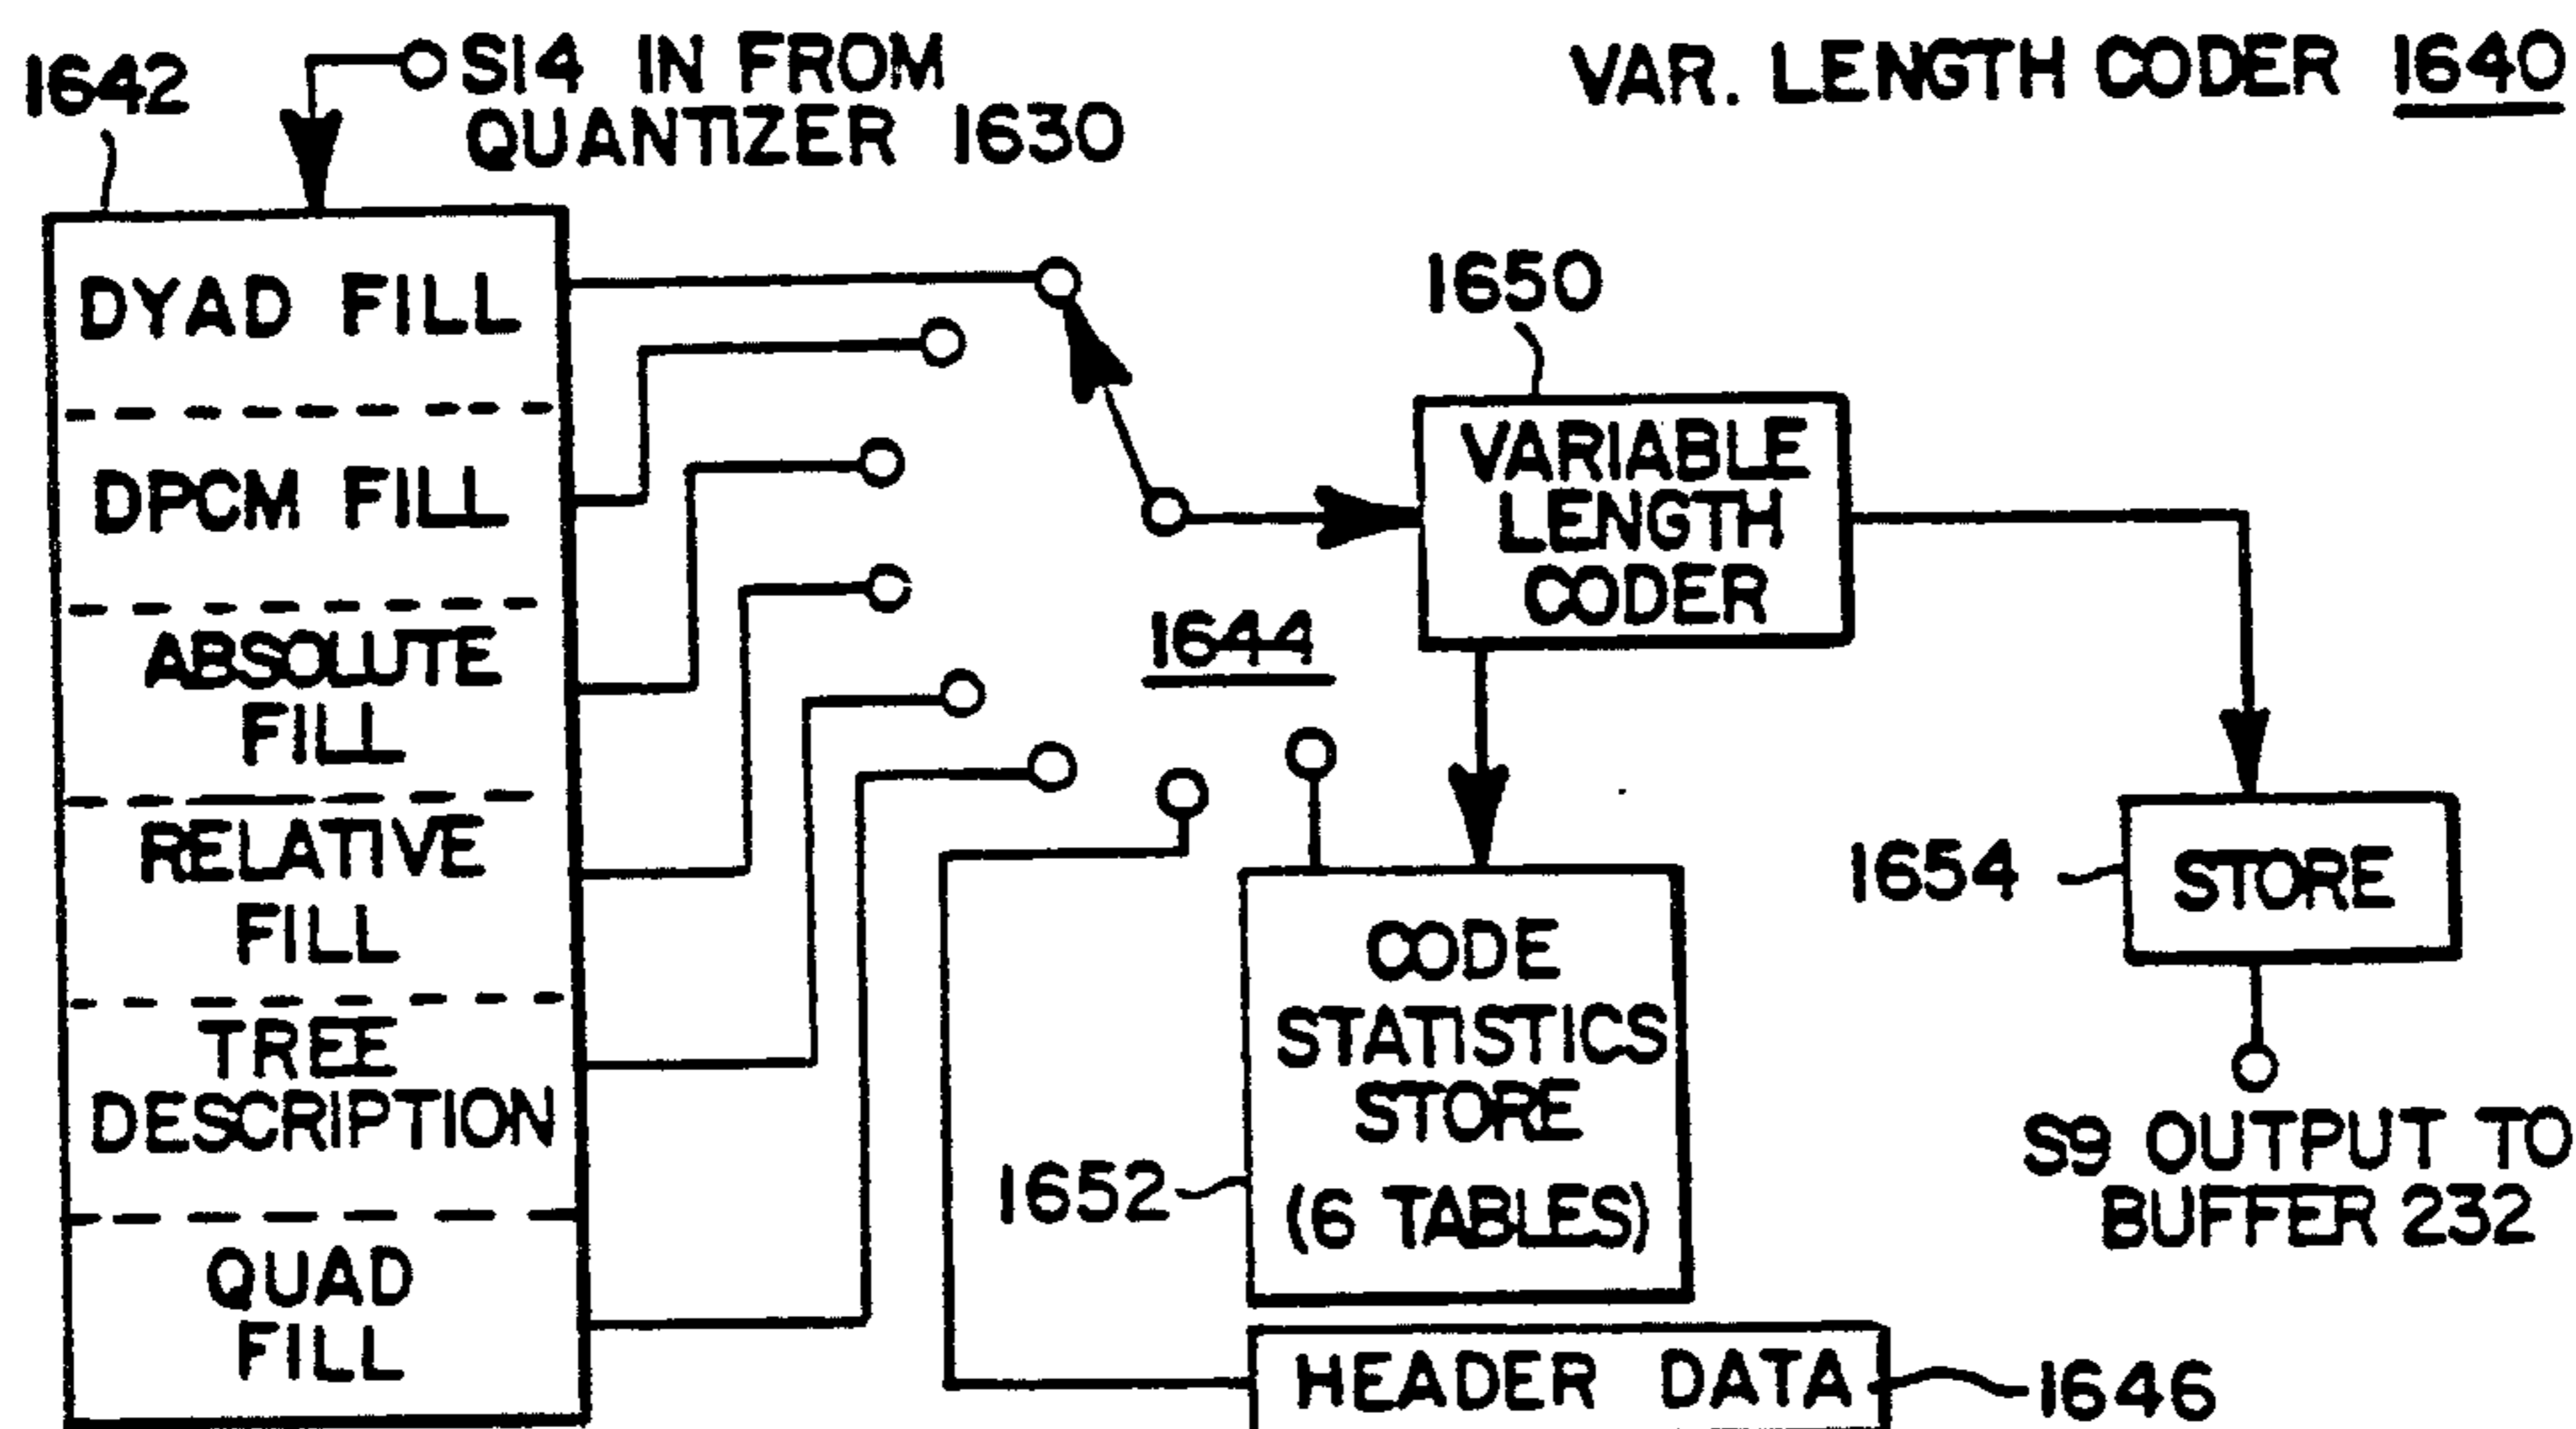 1642
S14 IN FROM
QUANTIZER 1630
VAR. LENGTH CODER 1640
DYAD FILL
DPCM FILL
ABSOLUTE
FILL
RELATIVE
FILL
TREE
DESCRIPTION
QUAD
FILL
1650
VARIABLE
LENGTH
CODER
1644
1654
STORE
CODE
STATISTICS
STORE
(6 TABLES)
1652
S9 OUTPUT TO
BUFFER 232
HEADER DATA
1646